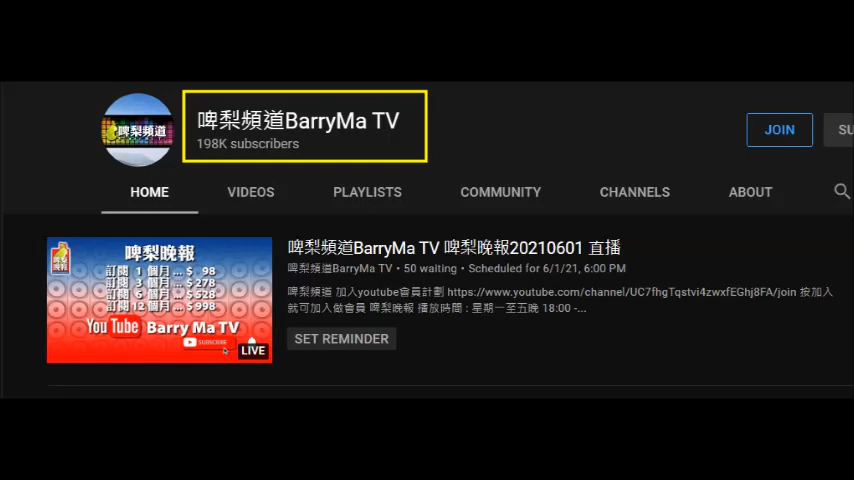 啤梨頻道
啤梨頻道BarryMa TV
198K subscribers
JOIN
SU
HOME
VIDEOS
PLAYLISTS
COMMUNITY
CHANNELS
ABOUT
啤梨晚報
啤梨晚報
訂閱 1 個月 ... $ 98
訂閱 3 個月 ... $278
訂閱 6 個月 ... $528
訂閱 12 個月 ... $998
YouTube Barry Ma TV
SUBSCRIBE
LIVE
啤梨頻道BarryMa TV 啤梨晚報20210601 直播
啤梨頻道BarryMa TV • 50 waiting • Scheduled for 6/1/21, 6:00 PM
啤梨頻道 加入youtube會員計劃 https://www.youtube.com/channel/UC7fhgTqstvi4zwxfEGhj8FA/join 按加入
就可加入做會員 啤梨晚報 播放時間 : 星期一至五晚 18:00 -...
SET REMINDER